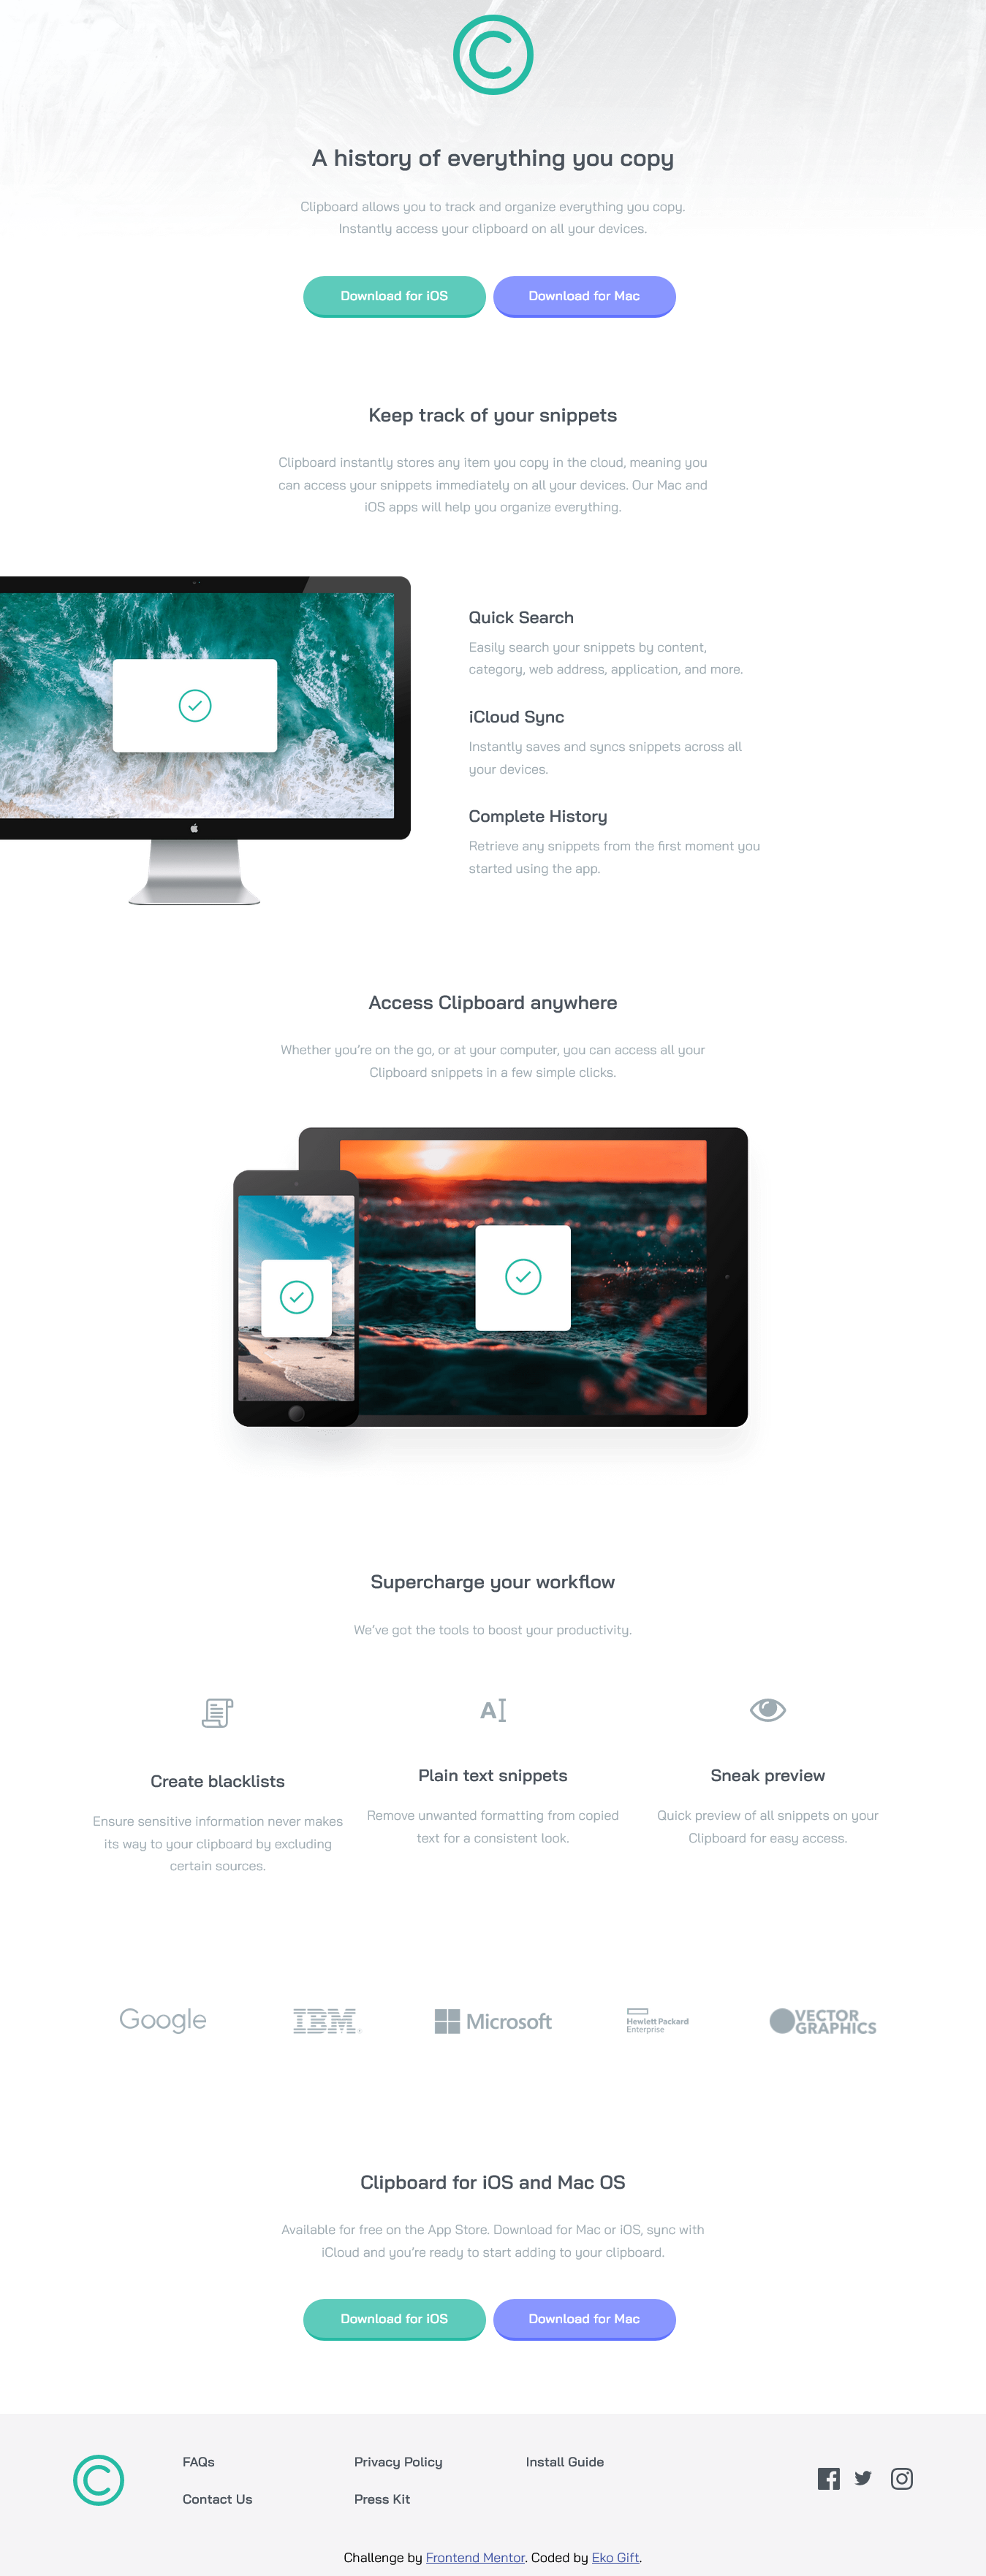 A history of everything you copy
Clipboard allows you to track and organize everything you copy.
Instantly access your clipboard on all your devices.
Download for iOS
Download for Mac
Keep track of your snippets
Clipboard instantly stores any item you copy in the cloud, meaning you
can access your snippets immediately on all your devices. Our Mac and
iOS apps will help you organize everything.
Quick Search
Easily search your snippets by content,
category, web address, application, and more.
iCloud Sync
Instantly saves and syncs snippets across all
your devices.
Complete History
Retrieve any snippets from the first moment you
started using the app.
Access Clipboard anywhere
Whether you’re on the go, or at your computer, you can access all your
Clipboard snippets in a few simple clicks.
Supercharge your workflow
We’ve got the tools to boost your productivity.
A
Create blacklists
Ensure sensitive information never makes
its way to your clipboard by excluding
certain sources.
Plain text snippets
Remove unwanted formatting from copied
text for a consistent look.
Sneak preview
Quick preview of all snippets on your
Clipboard for easy access.
Google
IBM
Microsoft
Hewlett Packard
Enterprise
VECTOR
GRAPHICS
Clipboard for iOS and Mac OS
Available for free on the App Store. Download for Mac or iOS, sync with
iCloud and you’re ready to start adding to your clipboard.
Download for iOS
Download for Mac
FAQs
Contact Us
Privacy Policy
Press Kit
Install Guide
Challenge by Frontend Mentor. Coded by Eko Gift.